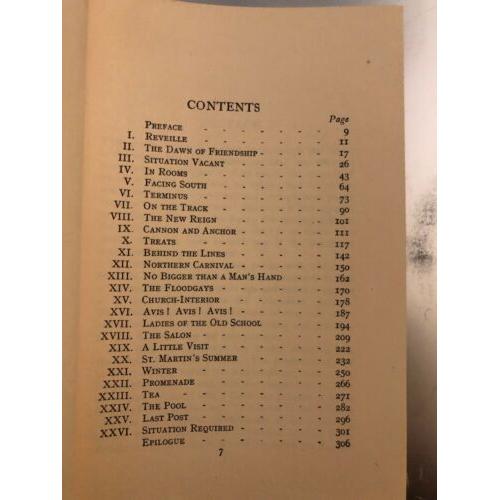 CONTENTS
Page
Preface - - - - - - 9
I. Reveille - - - - - - 11
II. The Dawn of Friendship - - - - 17
III. Situation Vacant - - - - - 26
IV. In Rooms - - - - - - 43
V. Facing South - - - - - 64
VI. Terminus - - - - - - 73
VII. On the Track - - - - - 90
VIII. The New Reign - - - - - 101
IX. Cannon and Anchor - - - - - 111
X. Treats - - - - - - 117
XI. Behind the Lines - - - - - 142
XII. Northern Carnival - - - - - 150
XIII. No Bigger than a Man's Hand - - - 162
XIV. The Floodgays - - - - - 170
XV. Church-Interior - - - - - 178
XVI. Avis! Avis! Avis! - - - - - 187
XVII. Ladies of the Old School - - - - 194
XVIII. The Salon - - - - - - 209
XIX. A Little Visit - - - - - 222
XX. St. Martin's Summer - - - - - 232
XXI. Winter - - - - - - 250
XXII. Promenade - - - - - - 266
XXIII. Tea - - - - - - 271
XXIV. The Pool - - - - - - 282
XXV. Last Post - - - - - - 296
XXVI. Situation Required - - - - - 301
Epilogue - - - - - - 306
7